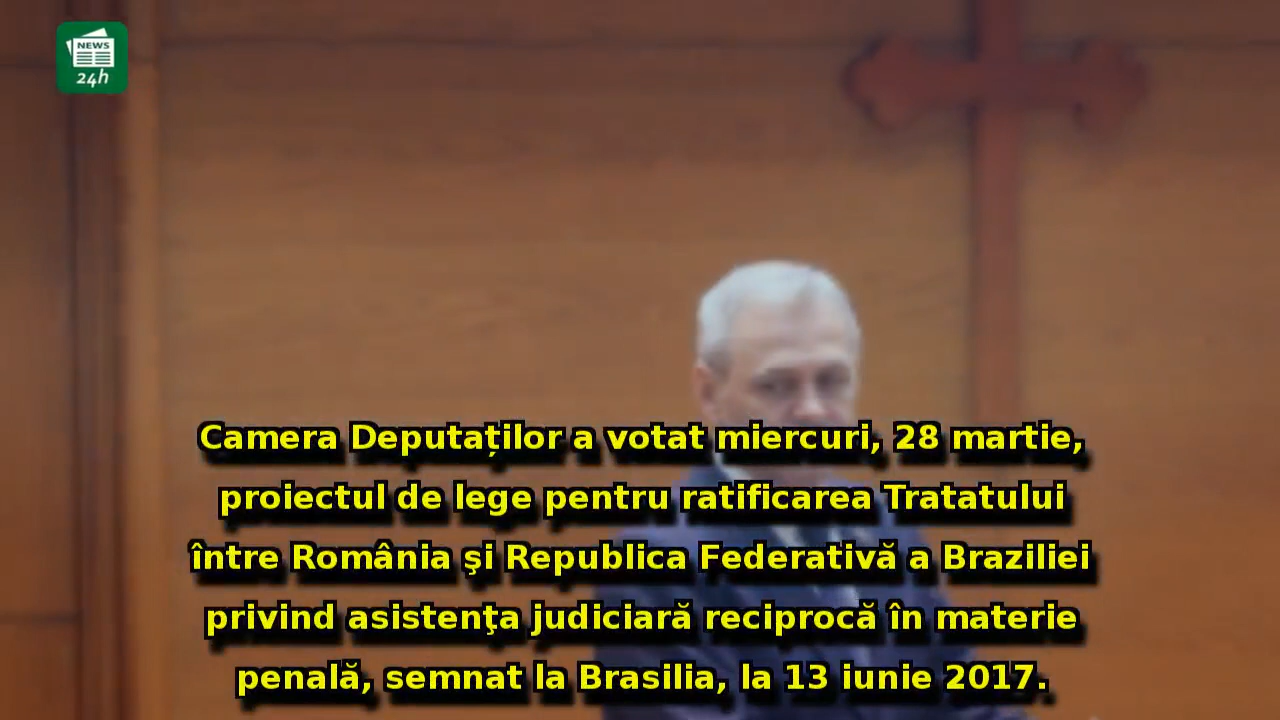 NEWS
24h
Camera Deputaților a votat miercuri, 28 martie,
proiectul de lege pentru ratificarea Tratatului
între România şi Republica Federativă a Braziliei
privind asistenţa judiciară reciprocă în materie
penală, semnat la Brasilia, la 13 iunie 2017.